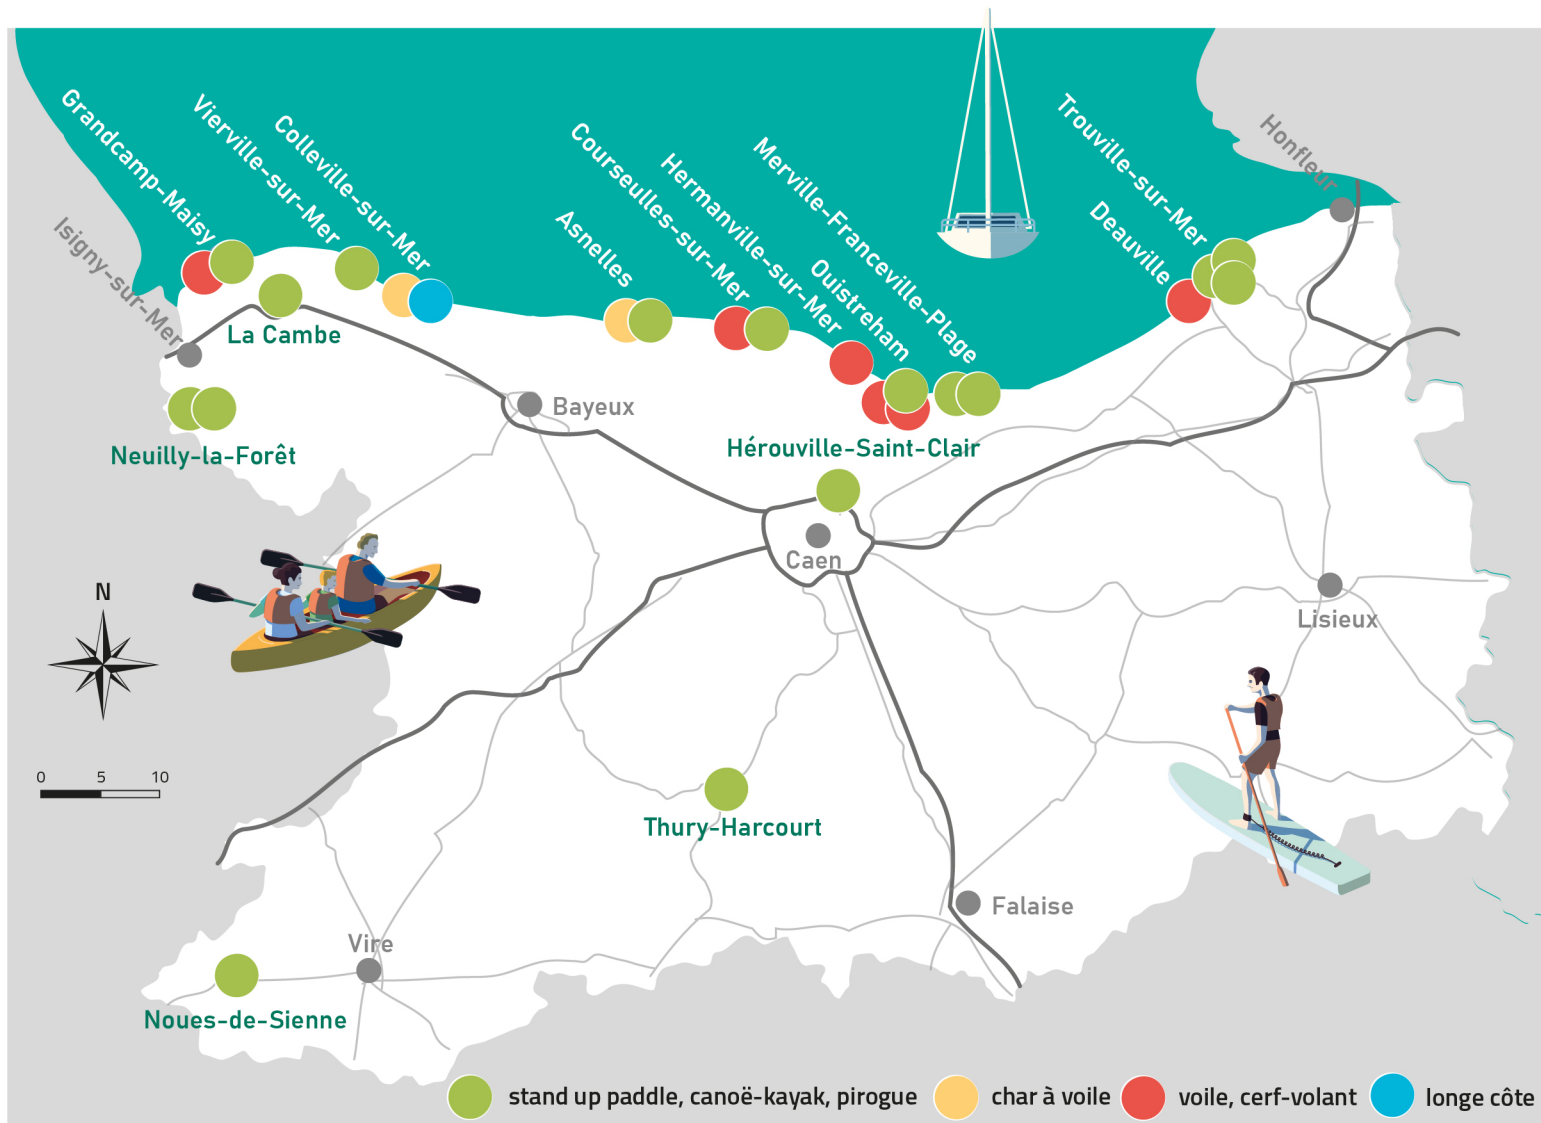 Grandcamp-Maisy
Vierville-sur-Mer
Colleville-sur-Mer
Asnelles
Courseulles-sur-Mer
Hermanville-sur-Mer
Ouistreham
Merville-Franceville-Plage
Trouville-sur-Mer
Deauville
Honfleur
Isigny-sur-Mer
La Cambe
Neuilly-la-Forêt
Bayeux
Hérouville-Saint-Clair
Caen
Lisieux
N
0 5 10
Thury-Harcourt
Falaise
Vire
Noues-de-Sienne
stand up paddle, canoë-kayak, pirogue
char à voile
voile, cerf-volant
longe côte